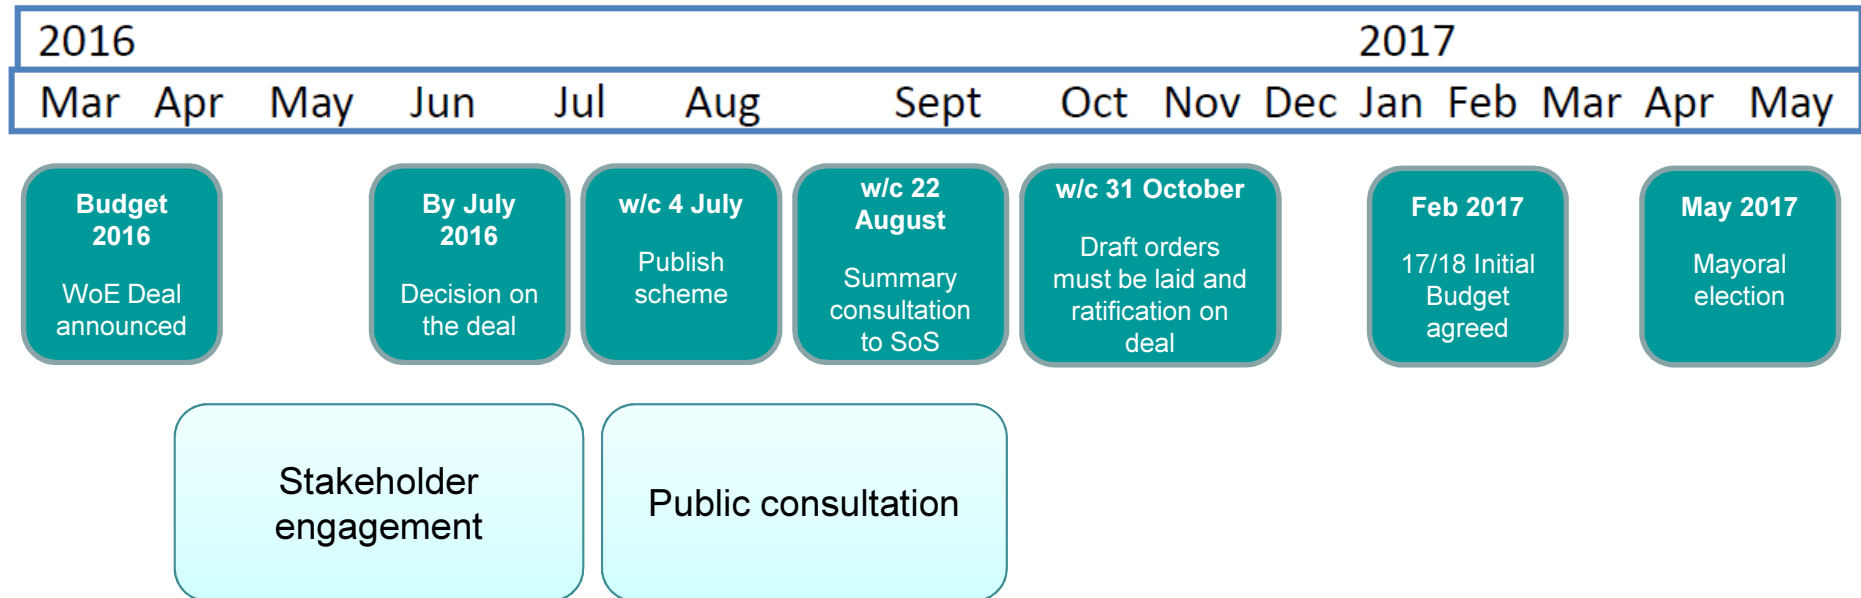 2016 2017
Mar Apr May Jun Jul Aug Sept Oct Nov Dec Jan Feb Mar Apr May
Budget
2016
WoE Deal
announced
By July
2016
Decision on
the deal
w/c 4 July
Publish
scheme
w/c 22
August
Summary
consultation
to SoS
w/c 31 October
Draft orders
must be laid and
ratification on
deal
Feb 2017
17/18 Initial
Budget
agreed
May 2017
Mayoral
election
Stakeholder
engagement
Public consultation